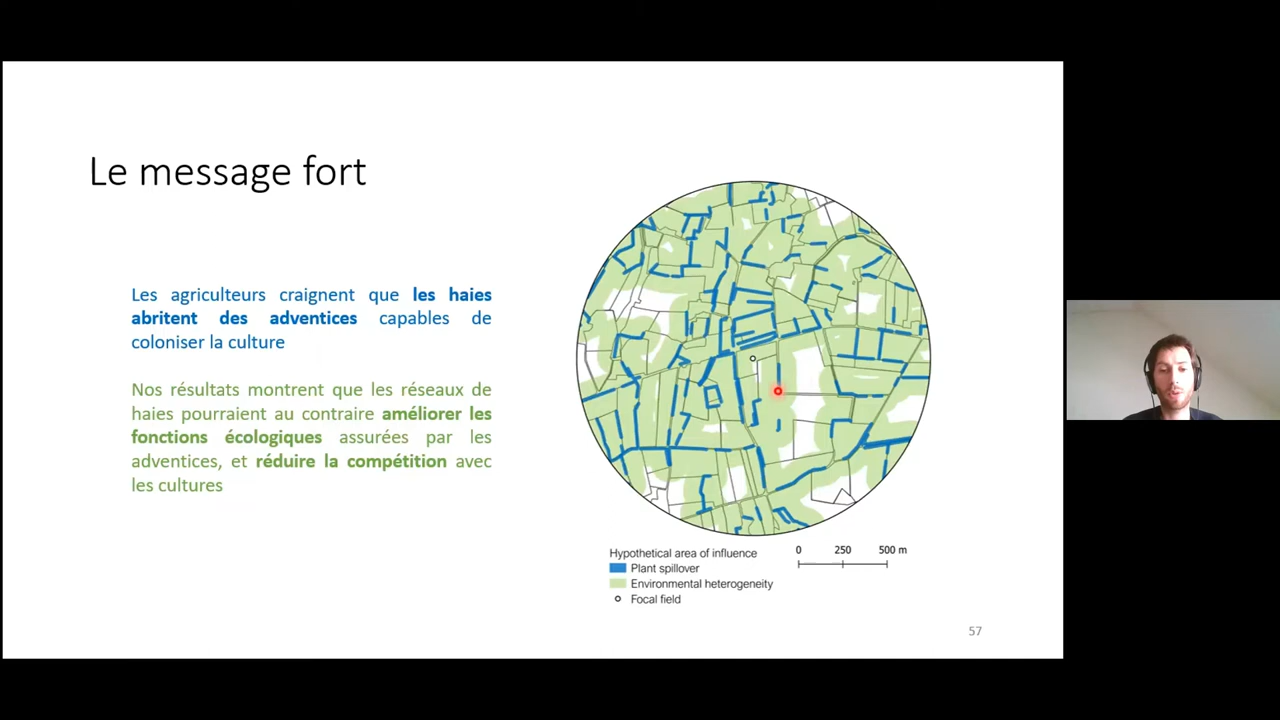 Le message fort
Les agriculteurs craignent que les haies
abritent des adventices capables de
coloniser la culture
Nos résultats montrent que les réseaux de
haies pourraient au contraire améliorer les
fonctions écologiques assurées par les
adventices, et réduire la compétition avec
les cultures
Hypothetical area of influence
Plant spillover
Environmental heterogeneity
Focal field
0 250 500 m
57